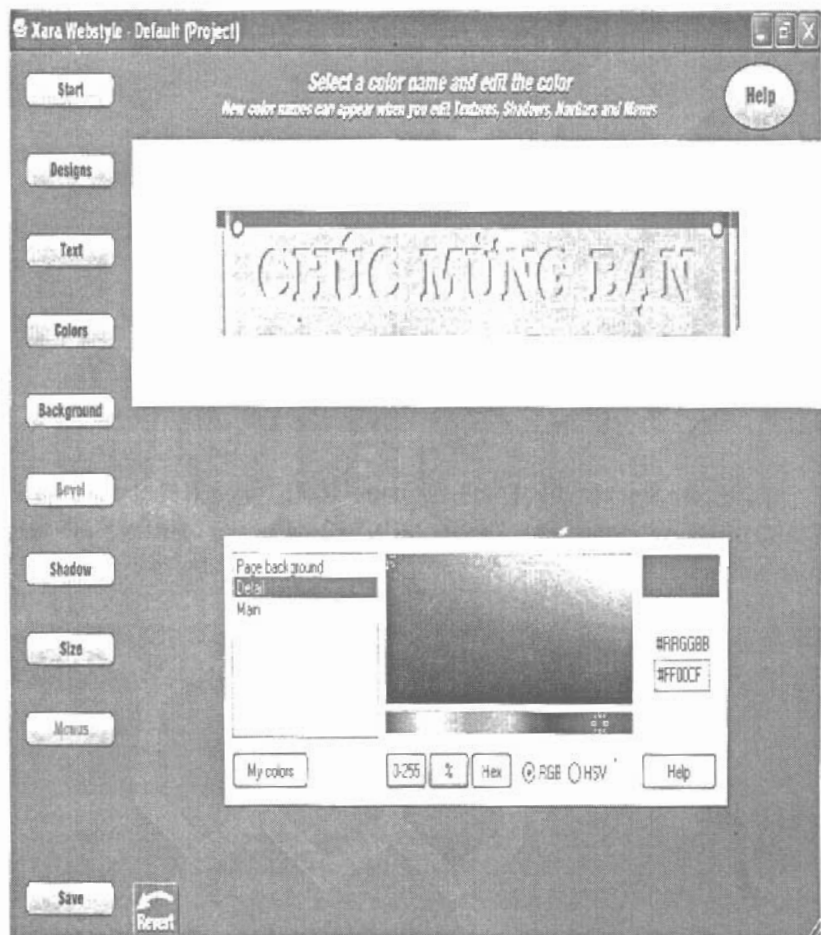 Xara Webstyle - Default (Project)
Start
Select a color name and edit the color
New color names can appear when you edit Textures, Shadows, NavBars and Menus
Help
Designs
Text
CHÚC MỪNG BẠN
Colors
Background
Bevel
Shadow
Page background
Detail
Main
Size
#RRGGBB
#FF00CF
Menus
My colors
0-255
%
Hex
RGB
HSV
Help
Save
Revert